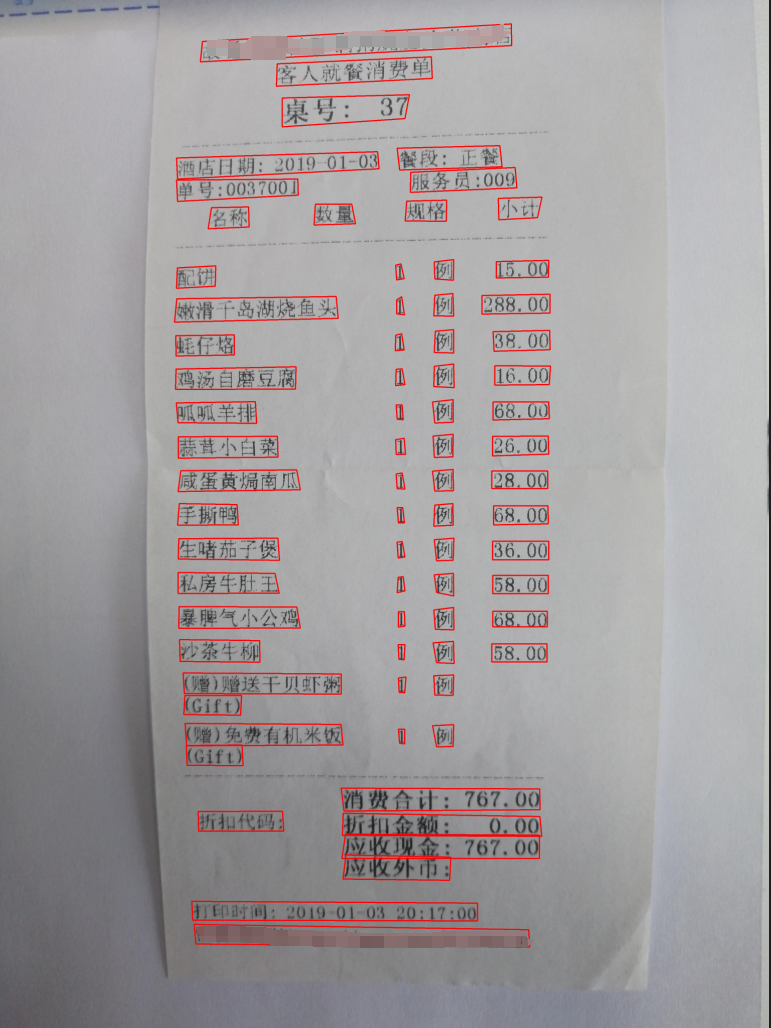 客人就餐消费单
桌号: 37
酒店日期: 2019-01-03 餐段: 正餐
单号:0037001 服务员:009
名称 数量 规格 小计
配饼 1 例 15.00
嫩滑千岛湖烧鱼头 1 例 288.00
蚝仔烙 1 例 38.00
鸡汤自磨豆腐 1 例 16.00
呱呱羊排 1 例 68.00
蒜茸小白菜 1 例 26.00
咸蛋黄焗南瓜 1 例 28.00
手撕鸭 1 例 68.00
生啫茄子煲 1 例 36.00
私房牛肚王 1 例 58.00
暴脾气小公鸡 1 例 68.00
沙茶牛柳 1 例 58.00
(赠)赠送干贝虾粥 1 例
(Gift)
(赠)免费有机米饭 1 例
(Gift)
消费合计: 767.00
折扣代码: 折扣金额: 0.00
应收现金: 767.00
应收外币:
打印时间: 2019-01-03 20:17:00